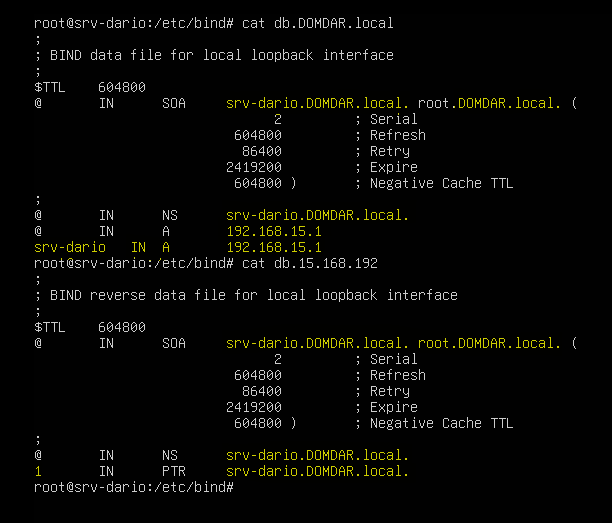 root@srv-dario:/etc/bind# cat db.DOMDAR.local
;
; BIND data file for local loopback interface
;
$TTL    604800
@       IN      SOA     srv-dario.DOMDAR.local. root.DOMDAR.local. (
                              2         ; Serial
                         604800         ; Refresh
                          86400         ; Retry
                        2419200         ; Expire
                         604800 )       ; Negative Cache TTL
;
@       IN      NS      srv-dario.DOMDAR.local.
@       IN      A       192.168.15.1
srv-dario   IN  A       192.168.15.1
root@srv-dario:/etc/bind# cat db.15.168.192
;
; BIND reverse data file for local loopback interface
;
$TTL    604800
@       IN      SOA     srv-dario.DOMDAR.local. root.DOMDAR.local. (
                              2         ; Serial
                         604800         ; Refresh
                          86400         ; Retry
                        2419200         ; Expire
                         604800 )       ; Negative Cache TTL
;
@       IN      NS      srv-dario.DOMDAR.local.
1       IN      PTR     srv-dario.DOMDAR.local.
root@srv-dario:/etc/bind#